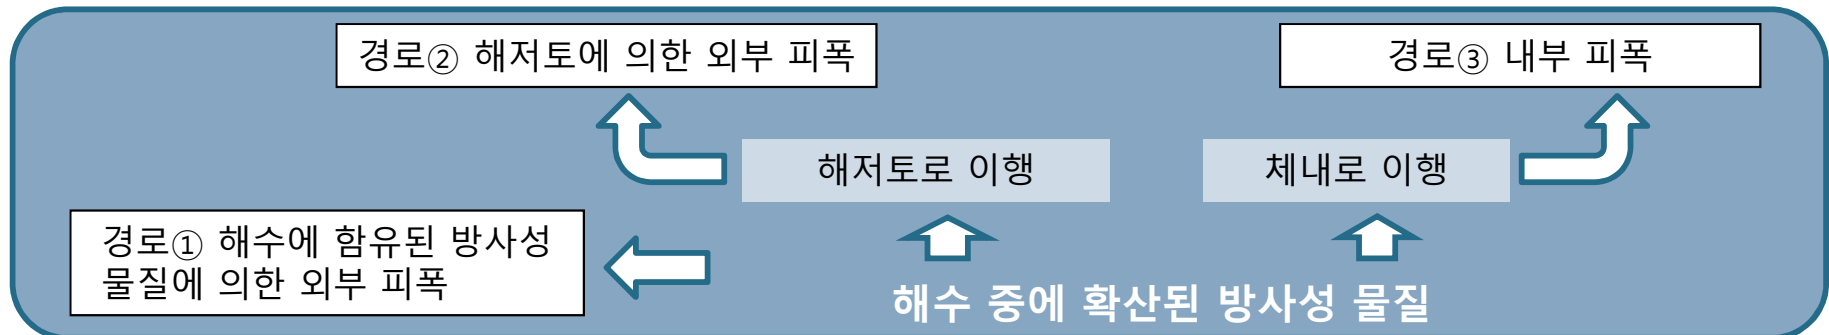 경로② 해저토에 의한 외부 피폭
경로③ 내부 피폭
해저토로 이행
체내로 이행
경로① 해수에 함유된 방사성
물질에 의한 외부 피폭
해수 중에 확산된 방사성 물질